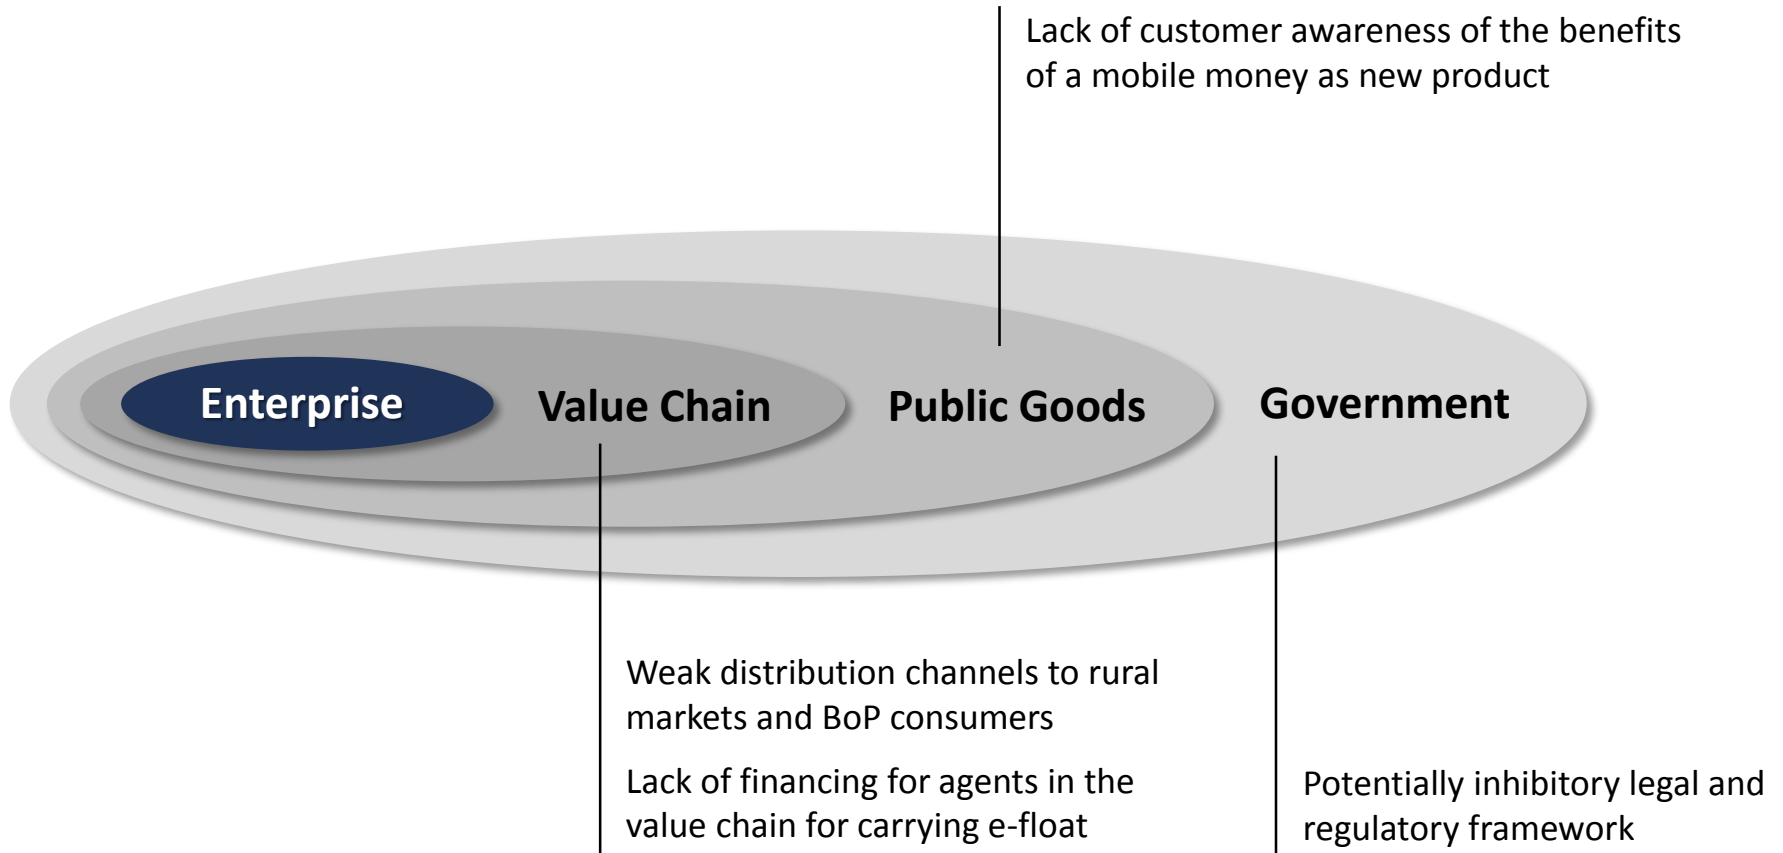 Lack of customer awareness of the benefits
of a mobile money as new product
Enterprise
Value Chain
Public Goods
Government
Weak distribution channels to rural
markets and BoP consumers
Lack of financing for agents in the
value chain for carrying e-float
Potentially inhibitory legal and
regulatory framework